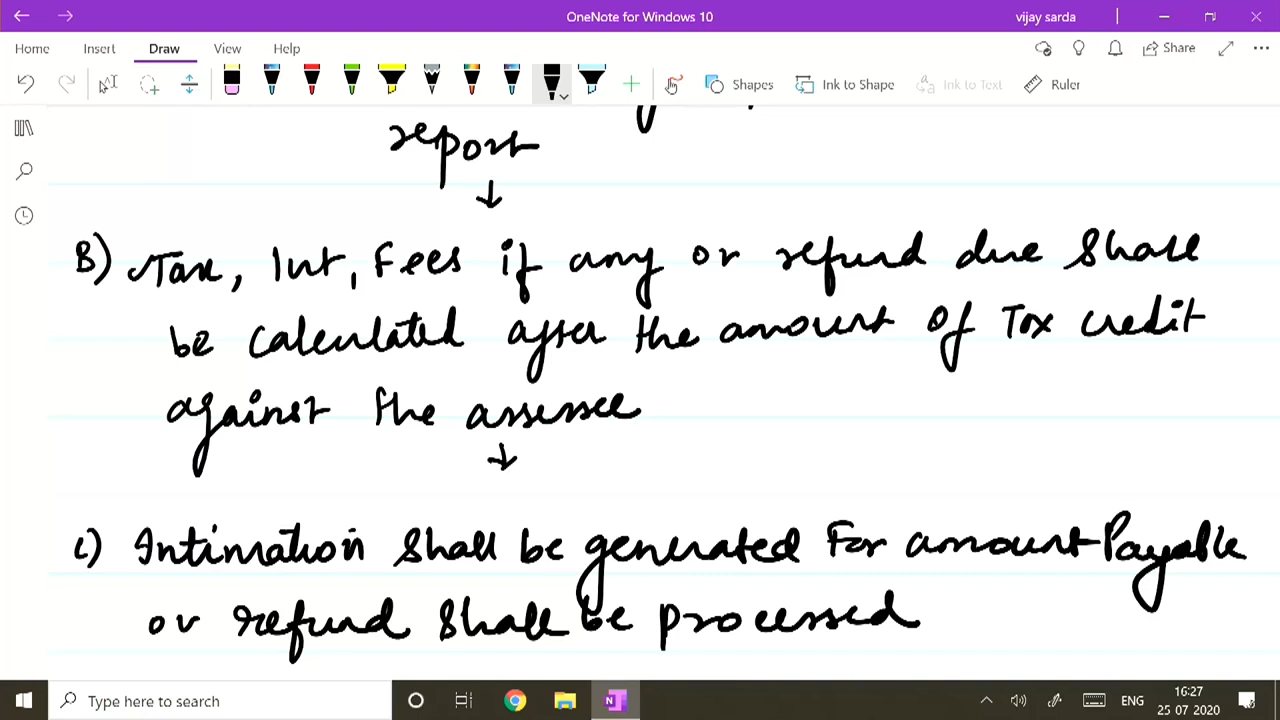 OneNote for Windows 10
vijay sarda
Home Insert Draw View Help
Share
Shapes Ink to Shape Ink to Text Ruler
report
B) Tax, Int, Fees if any or refund due shall
be calculated after the amount of Tax credit
against the assessee
c) Intimation shall be generated for amount Payable
or refund shall be processed
Type here to search
ENG
16:27
25-07-2020